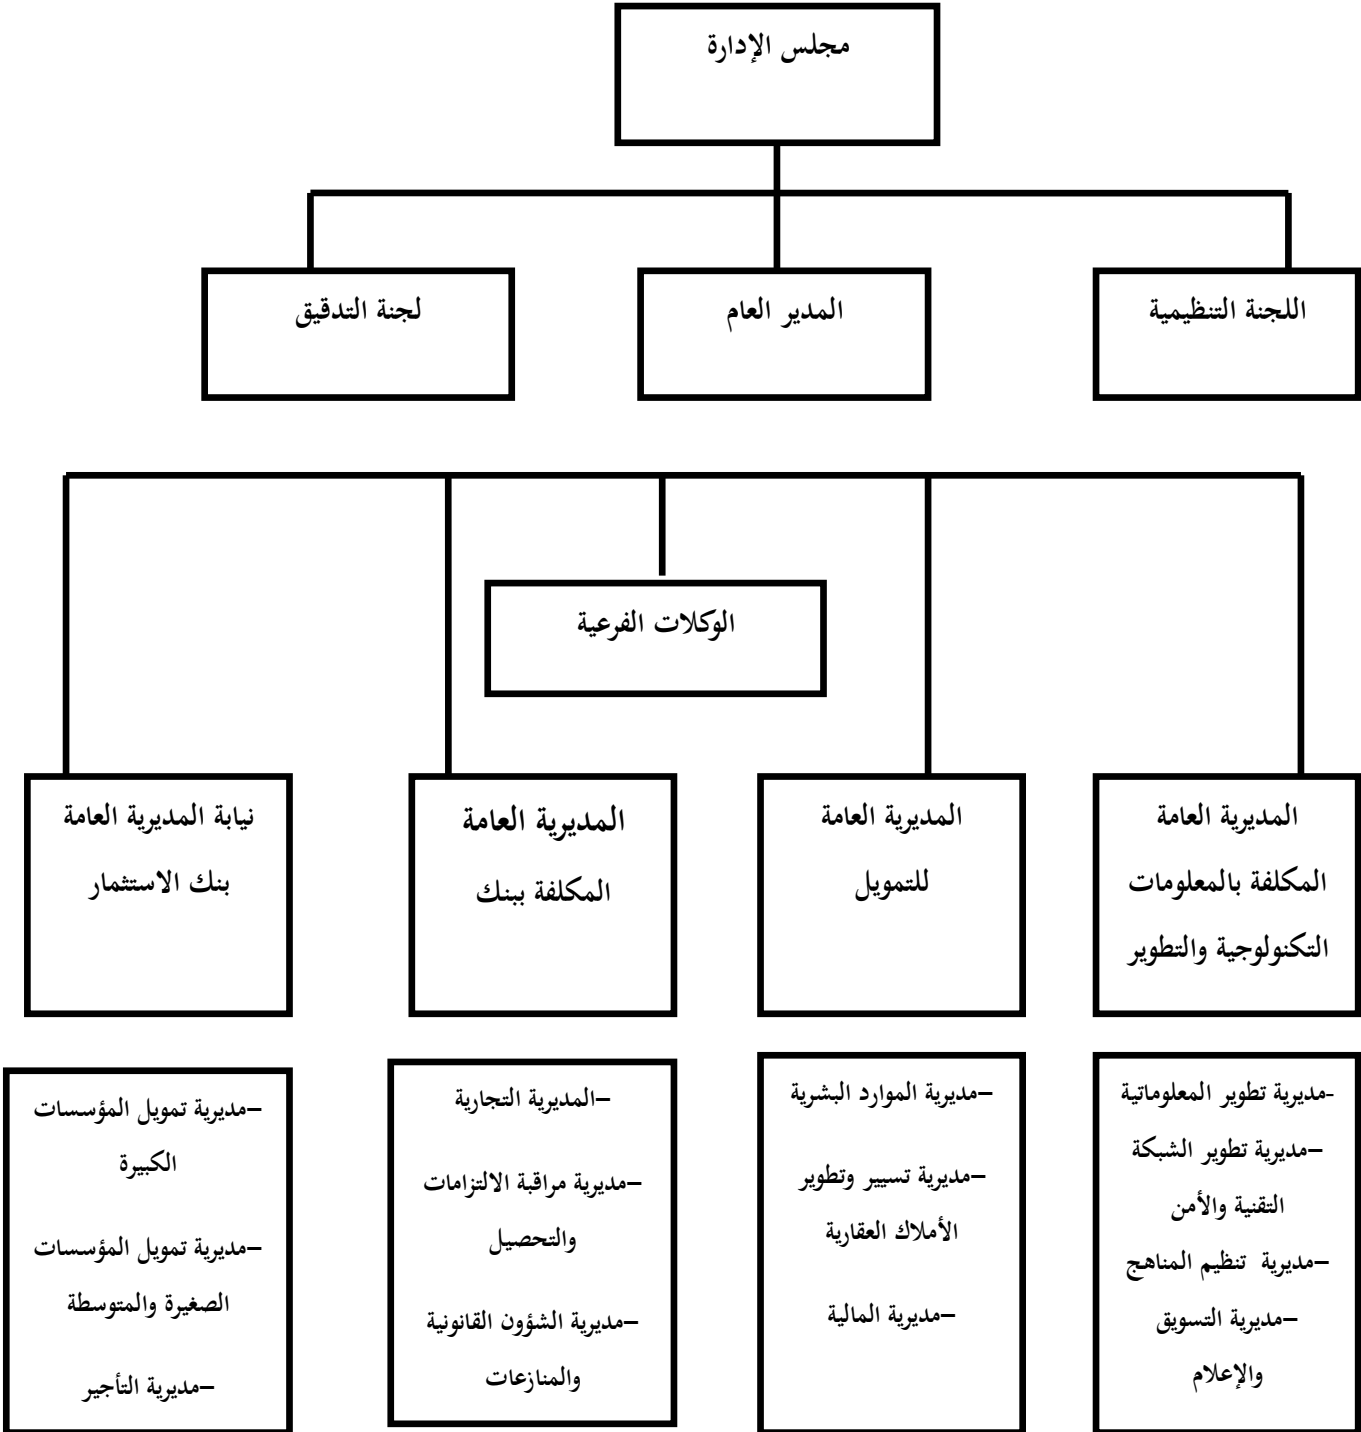 مجلس الإدارة
اللجنة التنظيمية
المدير العام
لجنة التدقيق
الوكلات الفرعية
المديرية العامة
المكلفة بالمعلومات
التكنولوجية والتطوير
المديرية العامة
للتمويل
المديرية العامة
المكلفة ببنك
نيابة المديرية العامة
بنك الاستثمار
-مديرية تطوير المعلوماتية
–مديرية تطوير الشبكة
التقنية والأمن
–مديرية تنظيم المناهج
–مديرية التسويق
والإعلام
–مديرية الموارد البشرية
–مديرية تسيير وتطوير
الأملاك العقارية
–مديرية المالية
–المديرية التجارية
–مديرية مراقبة الالتزامات
والتحصيل
–مديرية الشؤون القانونية
والمنازعات
–مديرية تمويل المؤسسات
الكبيرة
–مديرية تمويل المؤسسات
الصغيرة والمتوسطة
–مديرية التأجير